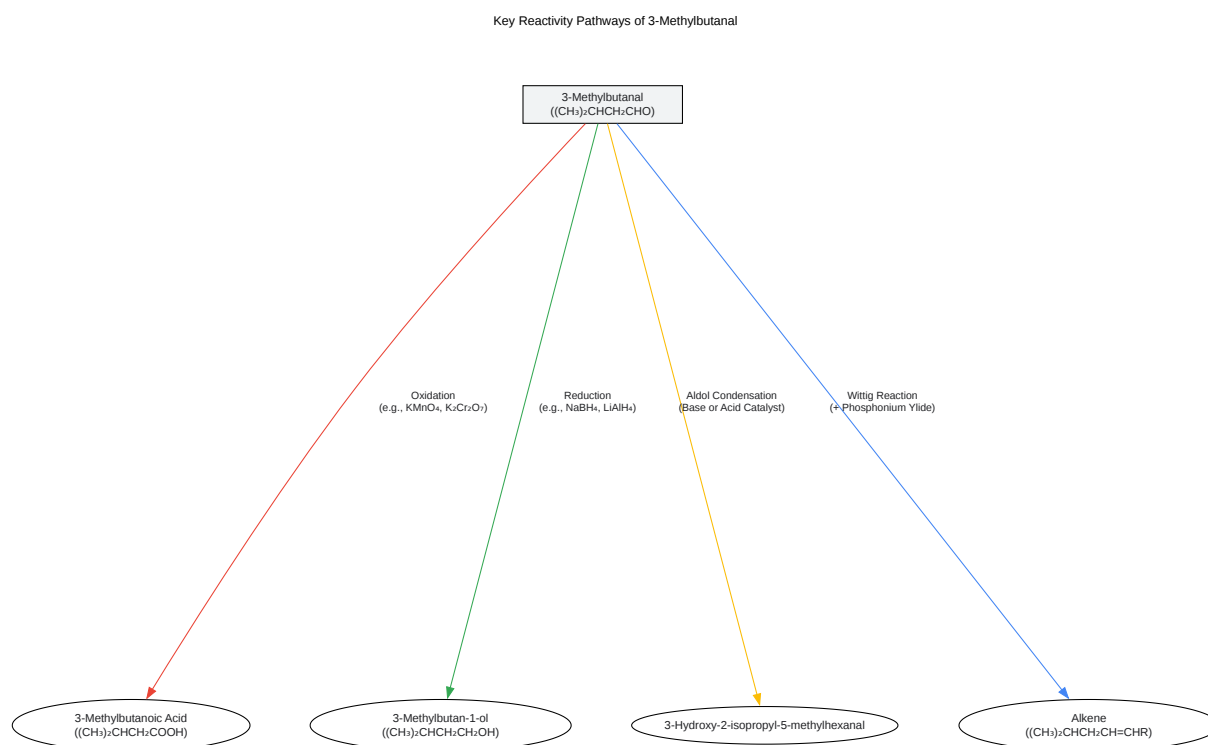 Key Reactivity Pathways of 3-Methylbutanal
3-Methylbutanal
((CH₃)₂CHCH₂CHO)
Oxidation
(e.g., KMnO₄, K₂Cr₂O₇)
Reduction
(e.g., NaBH₄, LiAlH₄)
Aldol Condensation
(Base or Acid Catalyst)
Wittig Reaction
(+ Phosphonium Ylide)
3-Methylbutanoic Acid
((CH₃)₂CHCH₂COOH)
3-Methylbutan-1-ol
((CH₃)₂CHCH₂CH₂OH)
3-Hydroxy-2-isopropyl-5-methylhexanal
Alkene
((CH₃)₂CHCH₂CH=CHR)